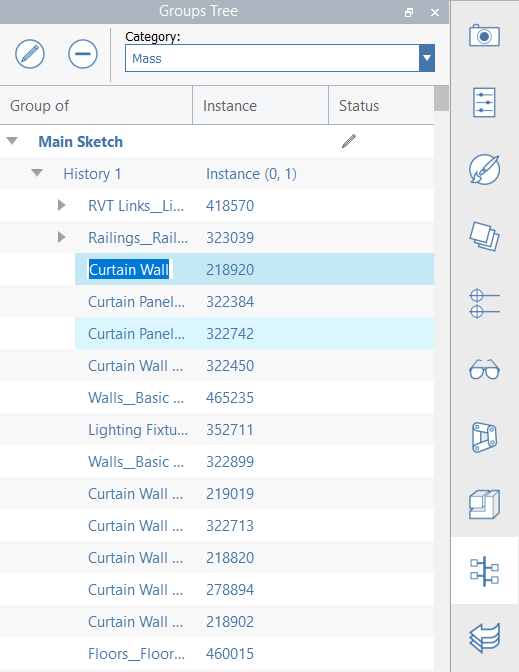 Groups Tree
Category:
Mass
Group of Instance Status
Main Sketch
History 1 Instance (0, 1)
RVT Links__Li... 418570
Railings__Rail... 323039
Curtain Wall 218920
Curtain Panel... 322384
Curtain Panel... 322742
Curtain Wall ... 322450
Walls__Basic ... 465235
Lighting Fixtu... 352711
Walls__Basic ... 322899
Curtain Wall ... 219019
Curtain Wall ... 322713
Curtain Wall ... 218820
Curtain Wall ... 278894
Curtain Wall ... 218902
Floors__Floor... 460015